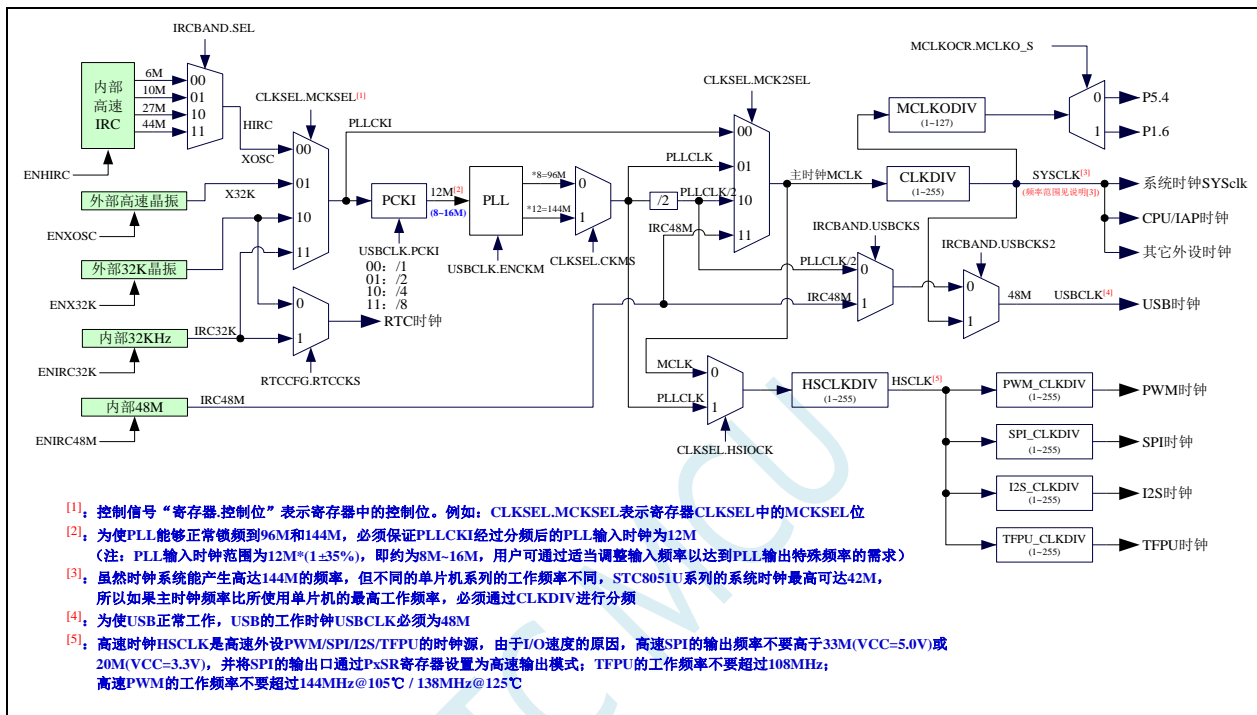 IRCBAND.SEL
MCLKOCR.MCLKO_S
内部
高速
IRC
6M
10M
27M
44M
00
01
10
11
HIRC
CLKSEL.MCKSEL[1]
CLKSEL.MCK2SEL
MCLKODIV
(1~127)
0
1
P5.4
P1.6
ENHIRC
XOSC
PLLCKI
00
01
10
11
X32K
外部高速晶振
ENXOSC
外部32K晶振
ENX32K
PCKI
12M[2]
(8~16M)
USBCLK.PCKI
00: /1
01: /2
10: /4
11: /8
PLL
*8=96M
*12=144M
USBCLK.ENCKM
0
1
CLKSEL.CKMS
/2
PLLCLK
PLLCLK/2
IRC48M
00
01
10
11
主时钟MCLK
CLKDIV
(1~255)
SYSCLK[3]
(频率范围见说明[3])
系统时钟SYSclk
CPU/IAP时钟
其它外设时钟
IRCBAND.USBCKS
IRCBAND.USBCKS2
PLLCLK/2
IRC48M
0
1
0
1
48M
USBCLK[4]
USB时钟
内部32KHz
IRC32K
ENIRC32K
0
1
RTC时钟
RTCCFG.RTCCKS
内部48M
IRC48M
ENIRC48M
MCLK
PLLCLK
0
1
CLKSEL.HSIOCK
HSCLKDIV
(1~255)
HSCLK[5]
PWM_CLKDIV
(1~255)
PWM时钟
SPI_CLKDIV
(1~255)
SPI时钟
I2S_CLKDIV
(1~255)
I2S时钟
TFPU_CLKDIV
(1~255)
TFPU时钟
[1]：控制信号“寄存器.控制位”表示寄存器中的控制位。例如：CLKSEL.MCKSEL表示寄存器CLKSEL中的MCKSEL位
[2]：为使PLL能够正常锁频到96M和144M，必须保证PLLCKI经过分频后的PLL输入时钟为12M
（注：PLL输入时钟范围为12M*(1±35%)，即约为8M~16M，用户可通过适当调整输入频率以达到PLL输出特殊频率的需求）
[3]：虽然时钟系统能产生高达144M的频率，但不同的单片机系列的工作频率不同，STC8051U系列的系统时钟最高可达42M，
所以如果主时钟频率比所使用单片机的最高工作频率，必须通过CLKDIV进行分频
[4]：为使USB正常工作，USB的工作时钟USBCLK必须为48M
[5]：高速时钟HSCLK是高速外设PWM/SPI/I2S/TFPU的时钟源，由于I/O速度的原因，高速SPI的输出频率不要高于33M(VCC=5.0V)或
20M(VCC=3.3V)，并将SPI的输出口通过PxSR寄存器设置为高速输出模式；TFPU的工作频率不要超过108MHz；
高速PWM的工作频率不要超过144MHz@105℃ / 138MHz@125℃
TC MCU